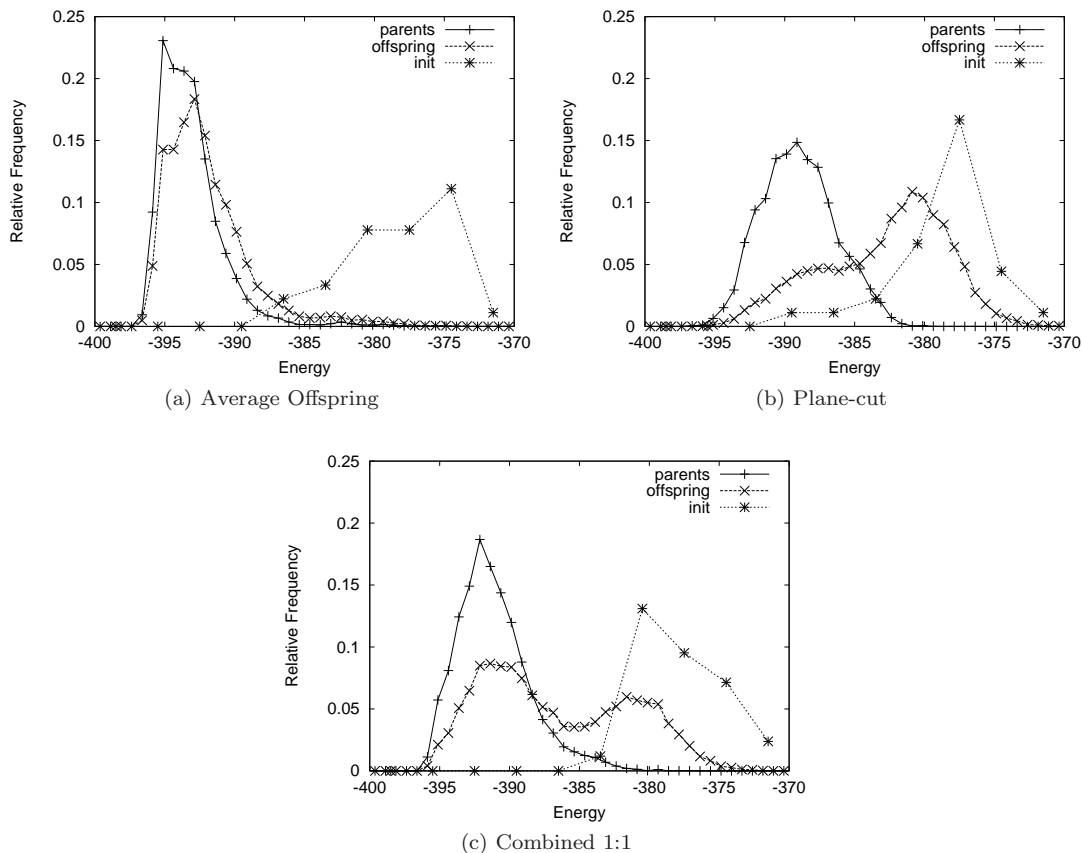 0.25
0.2
0.15
0.1
0.05
0
Relative Frequency
parents
offspring
init
-400 -395 -390 -385 -380 -375 -370
Energy
(a) Average Offspring
0.25
0.2
0.15
0.1
0.05
0
Relative Frequency
parents
offspring
init
-400 -395 -390 -385 -380 -375 -370
Energy
(b) Plane-cut
0.25
0.2
0.15
0.1
0.05
0
Relative Frequency
parents
offspring
init
-400 -395 -390 -385 -380 -375 -370
Energy
(c) Combined 1:1